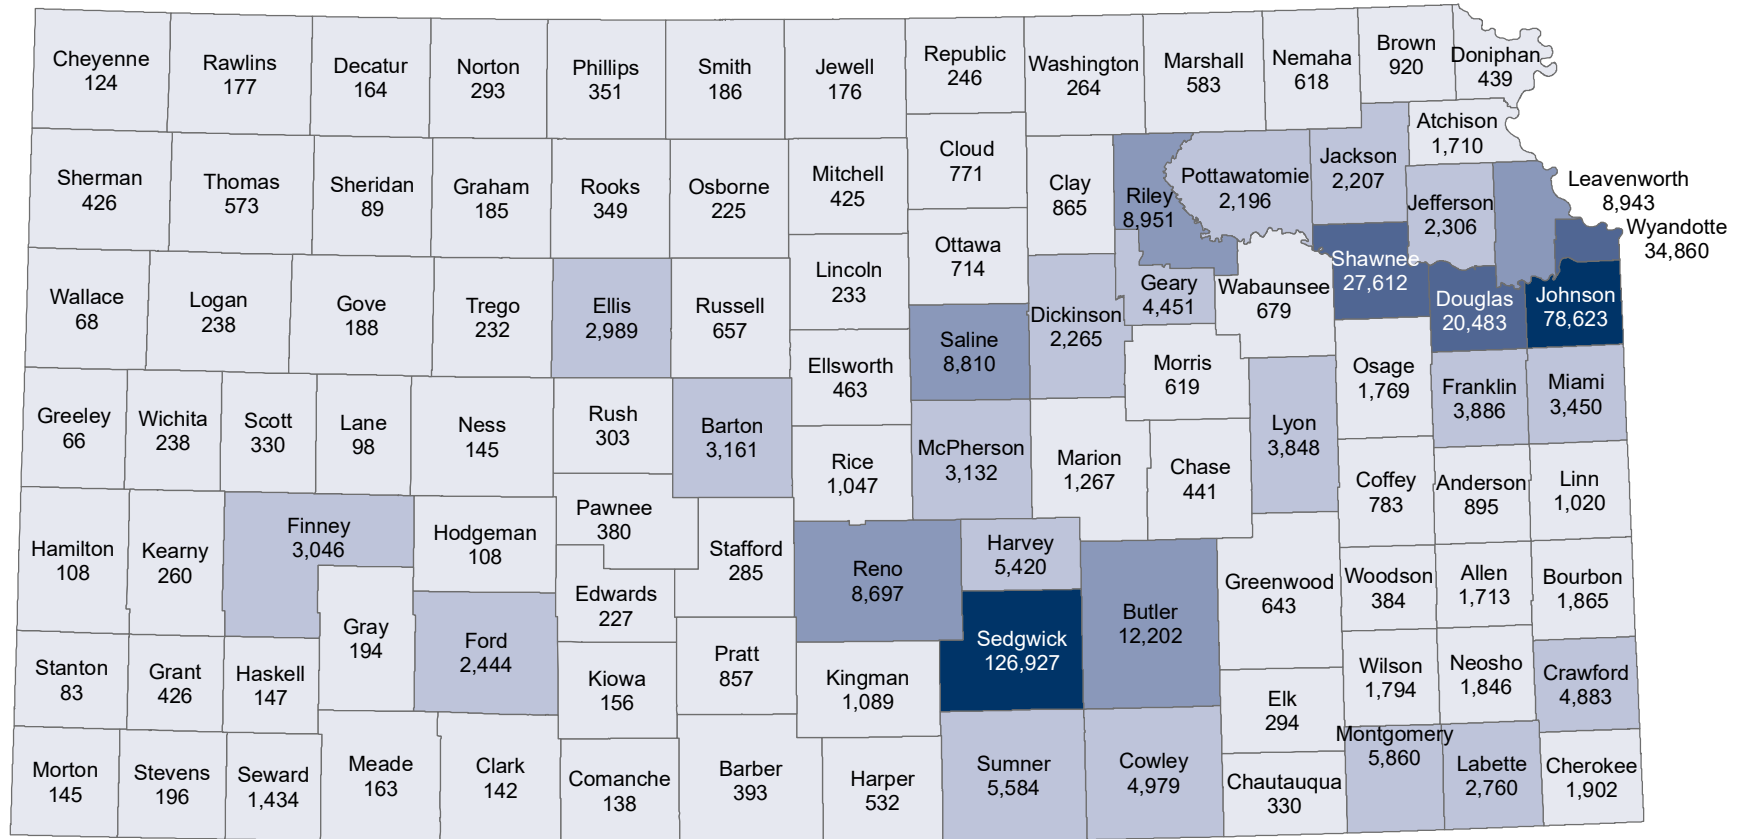 Cheyenne
124
Rawlins
177
Decatur
164
Norton
293
Phillips
351
Smith
186
Jewell
176
Republic
246
Washington
264
Marshall
583
Nemaha
618
Brown
920
Doniphan
439
Sherman
426
Thomas
573
Sheridan
89
Graham
185
Rooks
349
Osborne
225
Mitchell
425
Cloud
771
Clay
865
Riley
8,951
Pottawatomie
2,196
Jackson
2,207
Atchison
1,710
Jefferson
2,306
Leavenworth
8,943
Wyandotte
34,860
Wallace
68
Logan
238
Gove
188
Trego
232
Ellis
2,989
Russell
657
Lincoln
233
Ottawa
714
Saline
8,810
Dickinson
2,265
Geary
4,451
Wabaunsee
679
Shawnee
27,612
Douglas
20,483
Johnson
78,623
Greeley
66
Wichita
238
Scott
330
Lane
98
Ness
145
Rush
303
Barton
3,161
Ellsworth
463
Rice
1,047
McPherson
3,132
Marion
1,267
Morris
619
Chase
441
Lyon
3,848
Osage
1,769
Franklin
3,886
Miami
3,450
Coffey
783
Anderson
895
Linn
1,020
Hamilton
108
Kearny
260
Finney
3,046
Hodgeman
108
Pawnee
380
Stafford
285
Edwards
227
Reno
8,697
Harvey
5,420
Sedgwick
126,927
Butler
12,202
Greenwood
643
Woodson
384
Allen
1,713
Bourbon
1,865
Stanton
83
Grant
426
Haskell
147
Gray
194
Ford
2,444
Kiowa
156
Pratt
857
Kingman
1,089
Elk
294
Wilson
1,794
Neosho
1,846
Crawford
4,883
Morton
145
Stevens
196
Seward
1,434
Meade
163
Clark
142
Comanche
138
Barber
393
Harper
532
Sumner
5,584
Cowley
4,979
Chautauqua
330
Montgomery
5,860
Labette
2,760
Cherokee
1,902